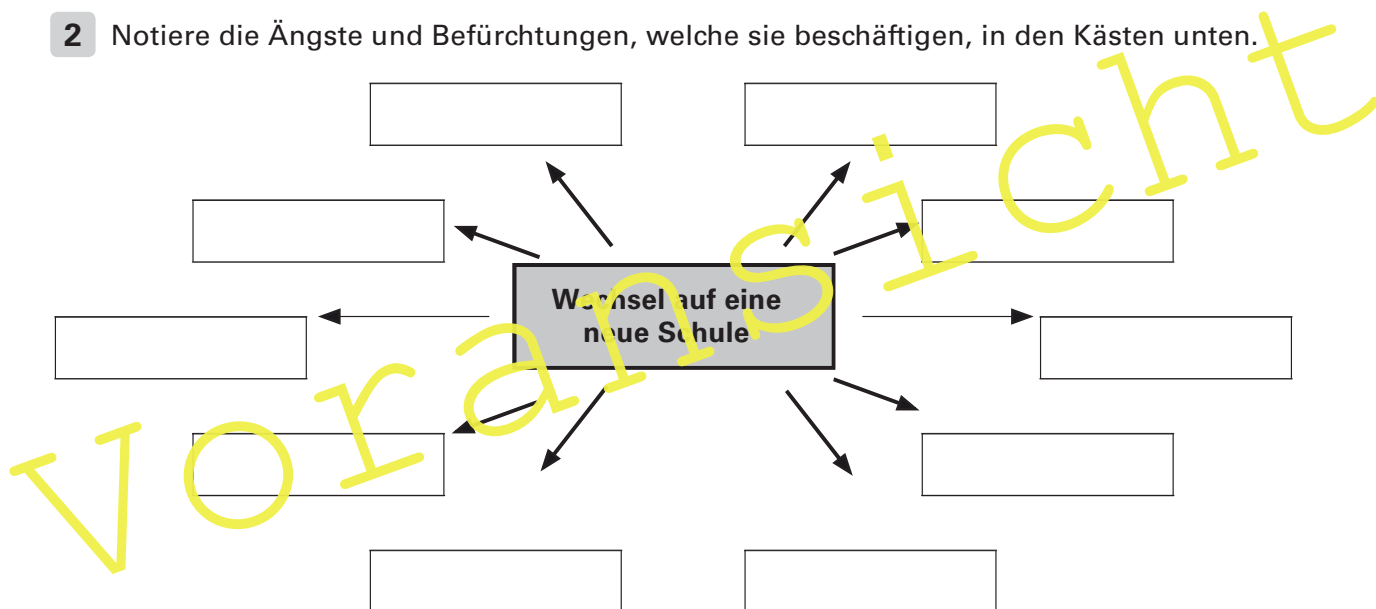 2 Notiere die Ängste und Befürchtungen, welche sie beschäftigen, in den Kästen unten.
Wechsel auf eine
neue Schule
Voransicht